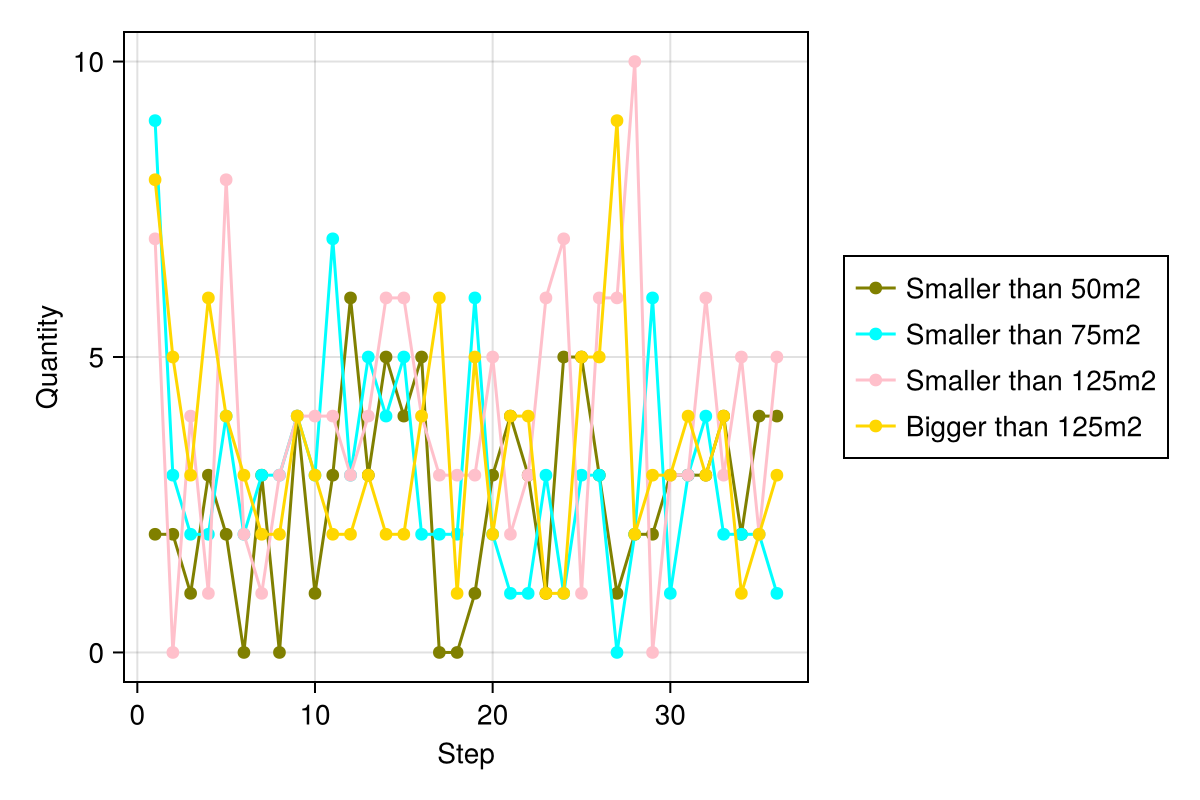 10
5
0
Quantity
0 10 20 30
Step
Smaller than 50m2
Smaller than 75m2
Smaller than 125m2
Bigger than 125m2